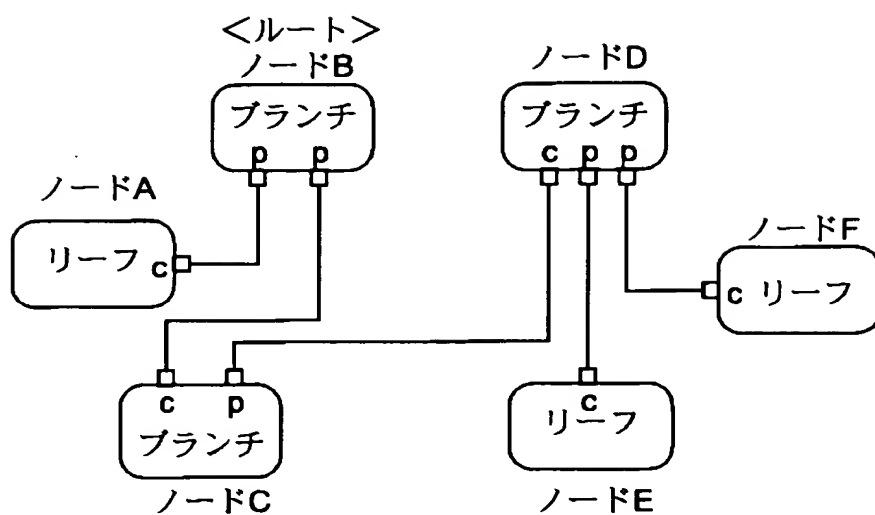 <ルート>
ノードB
ブランチ
p p
ノードD
ブランチ
c p p
ノードA
リーフ c
ノードF
c リーフ
c p
ブランチ
ノードC
c
リーフ
ノードE